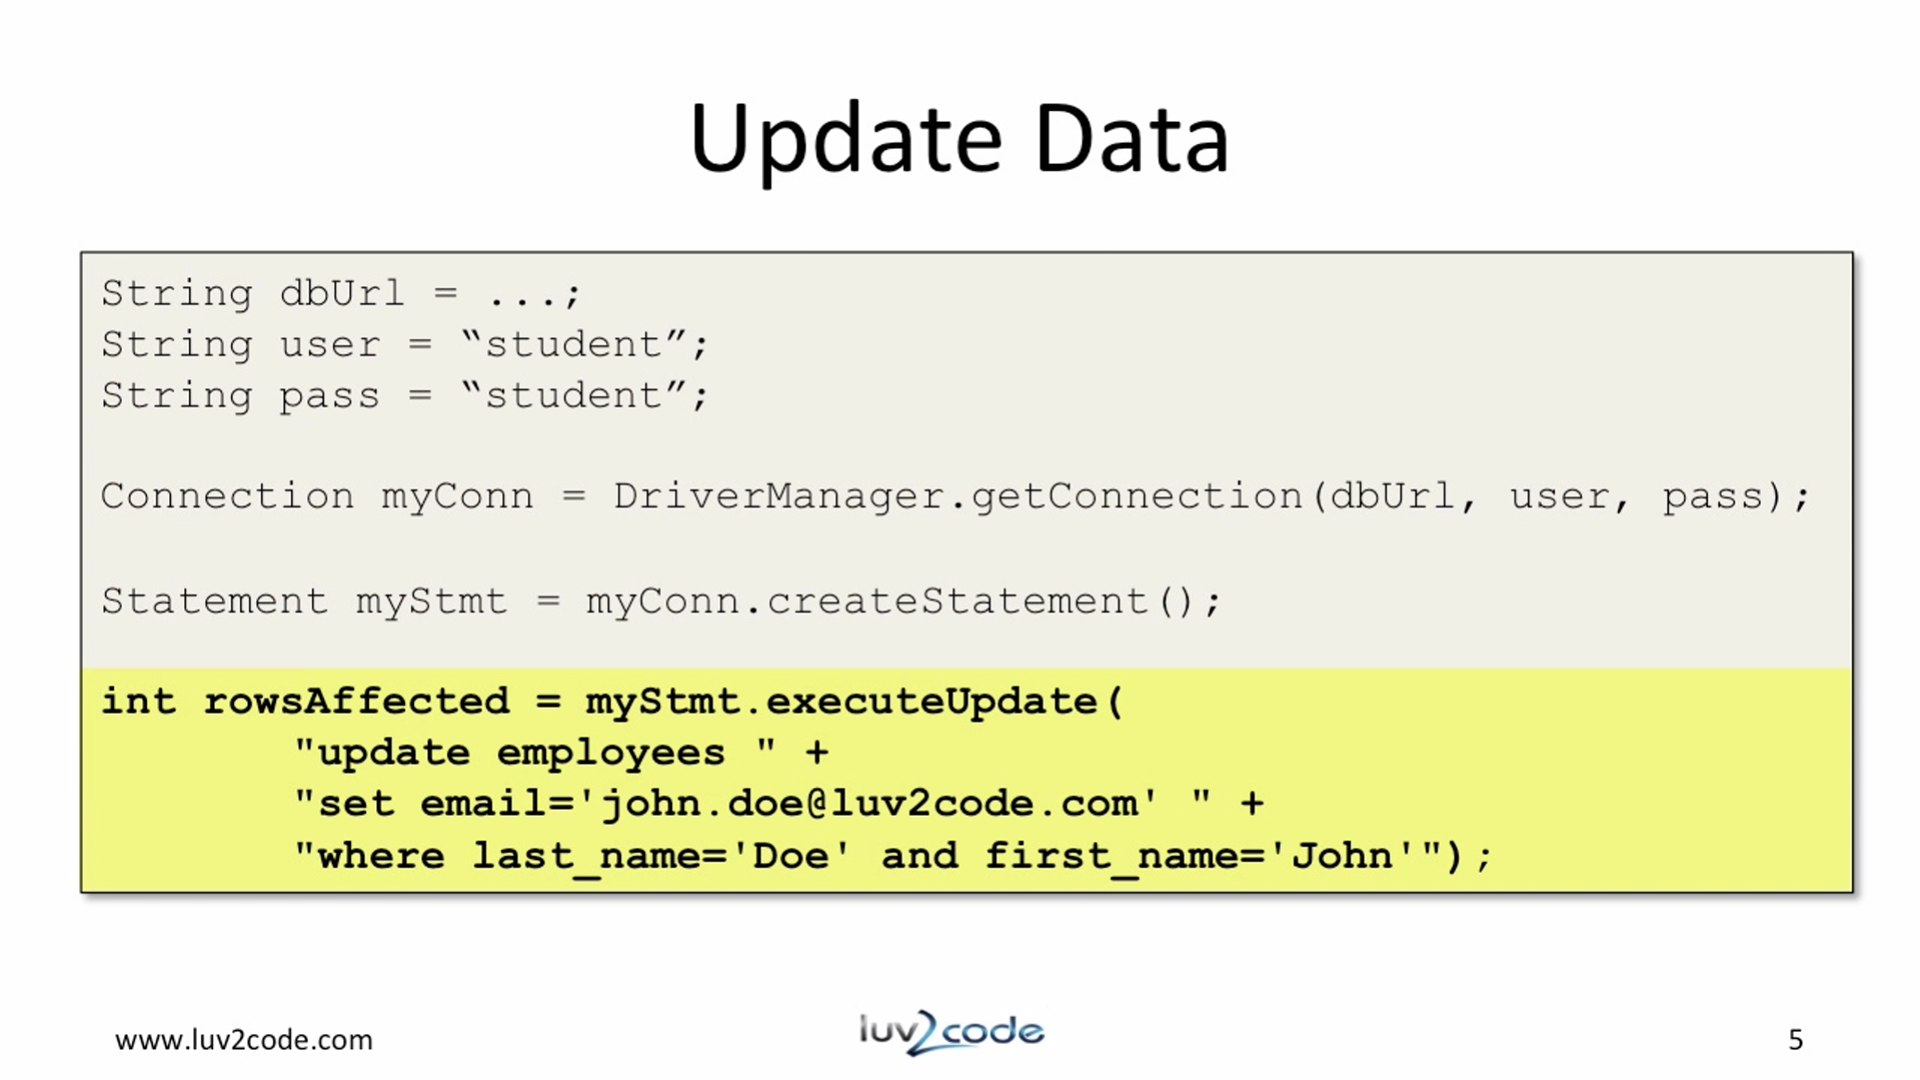 Update Data
String dbUrl = ...;
String user = “student”;
String pass = “student”;
Connection myConn = DriverManager.getConnection(dbUrl, user, pass);
Statement myStmt = myConn.createStatement();
int rowsAffected = myStmt.executeUpdate(
"update employees " +
"set email='john.doe@luv2code.com' " +
"where last_name='Doe' and first_name='John'");
www.luv2code.com
luv2code
5